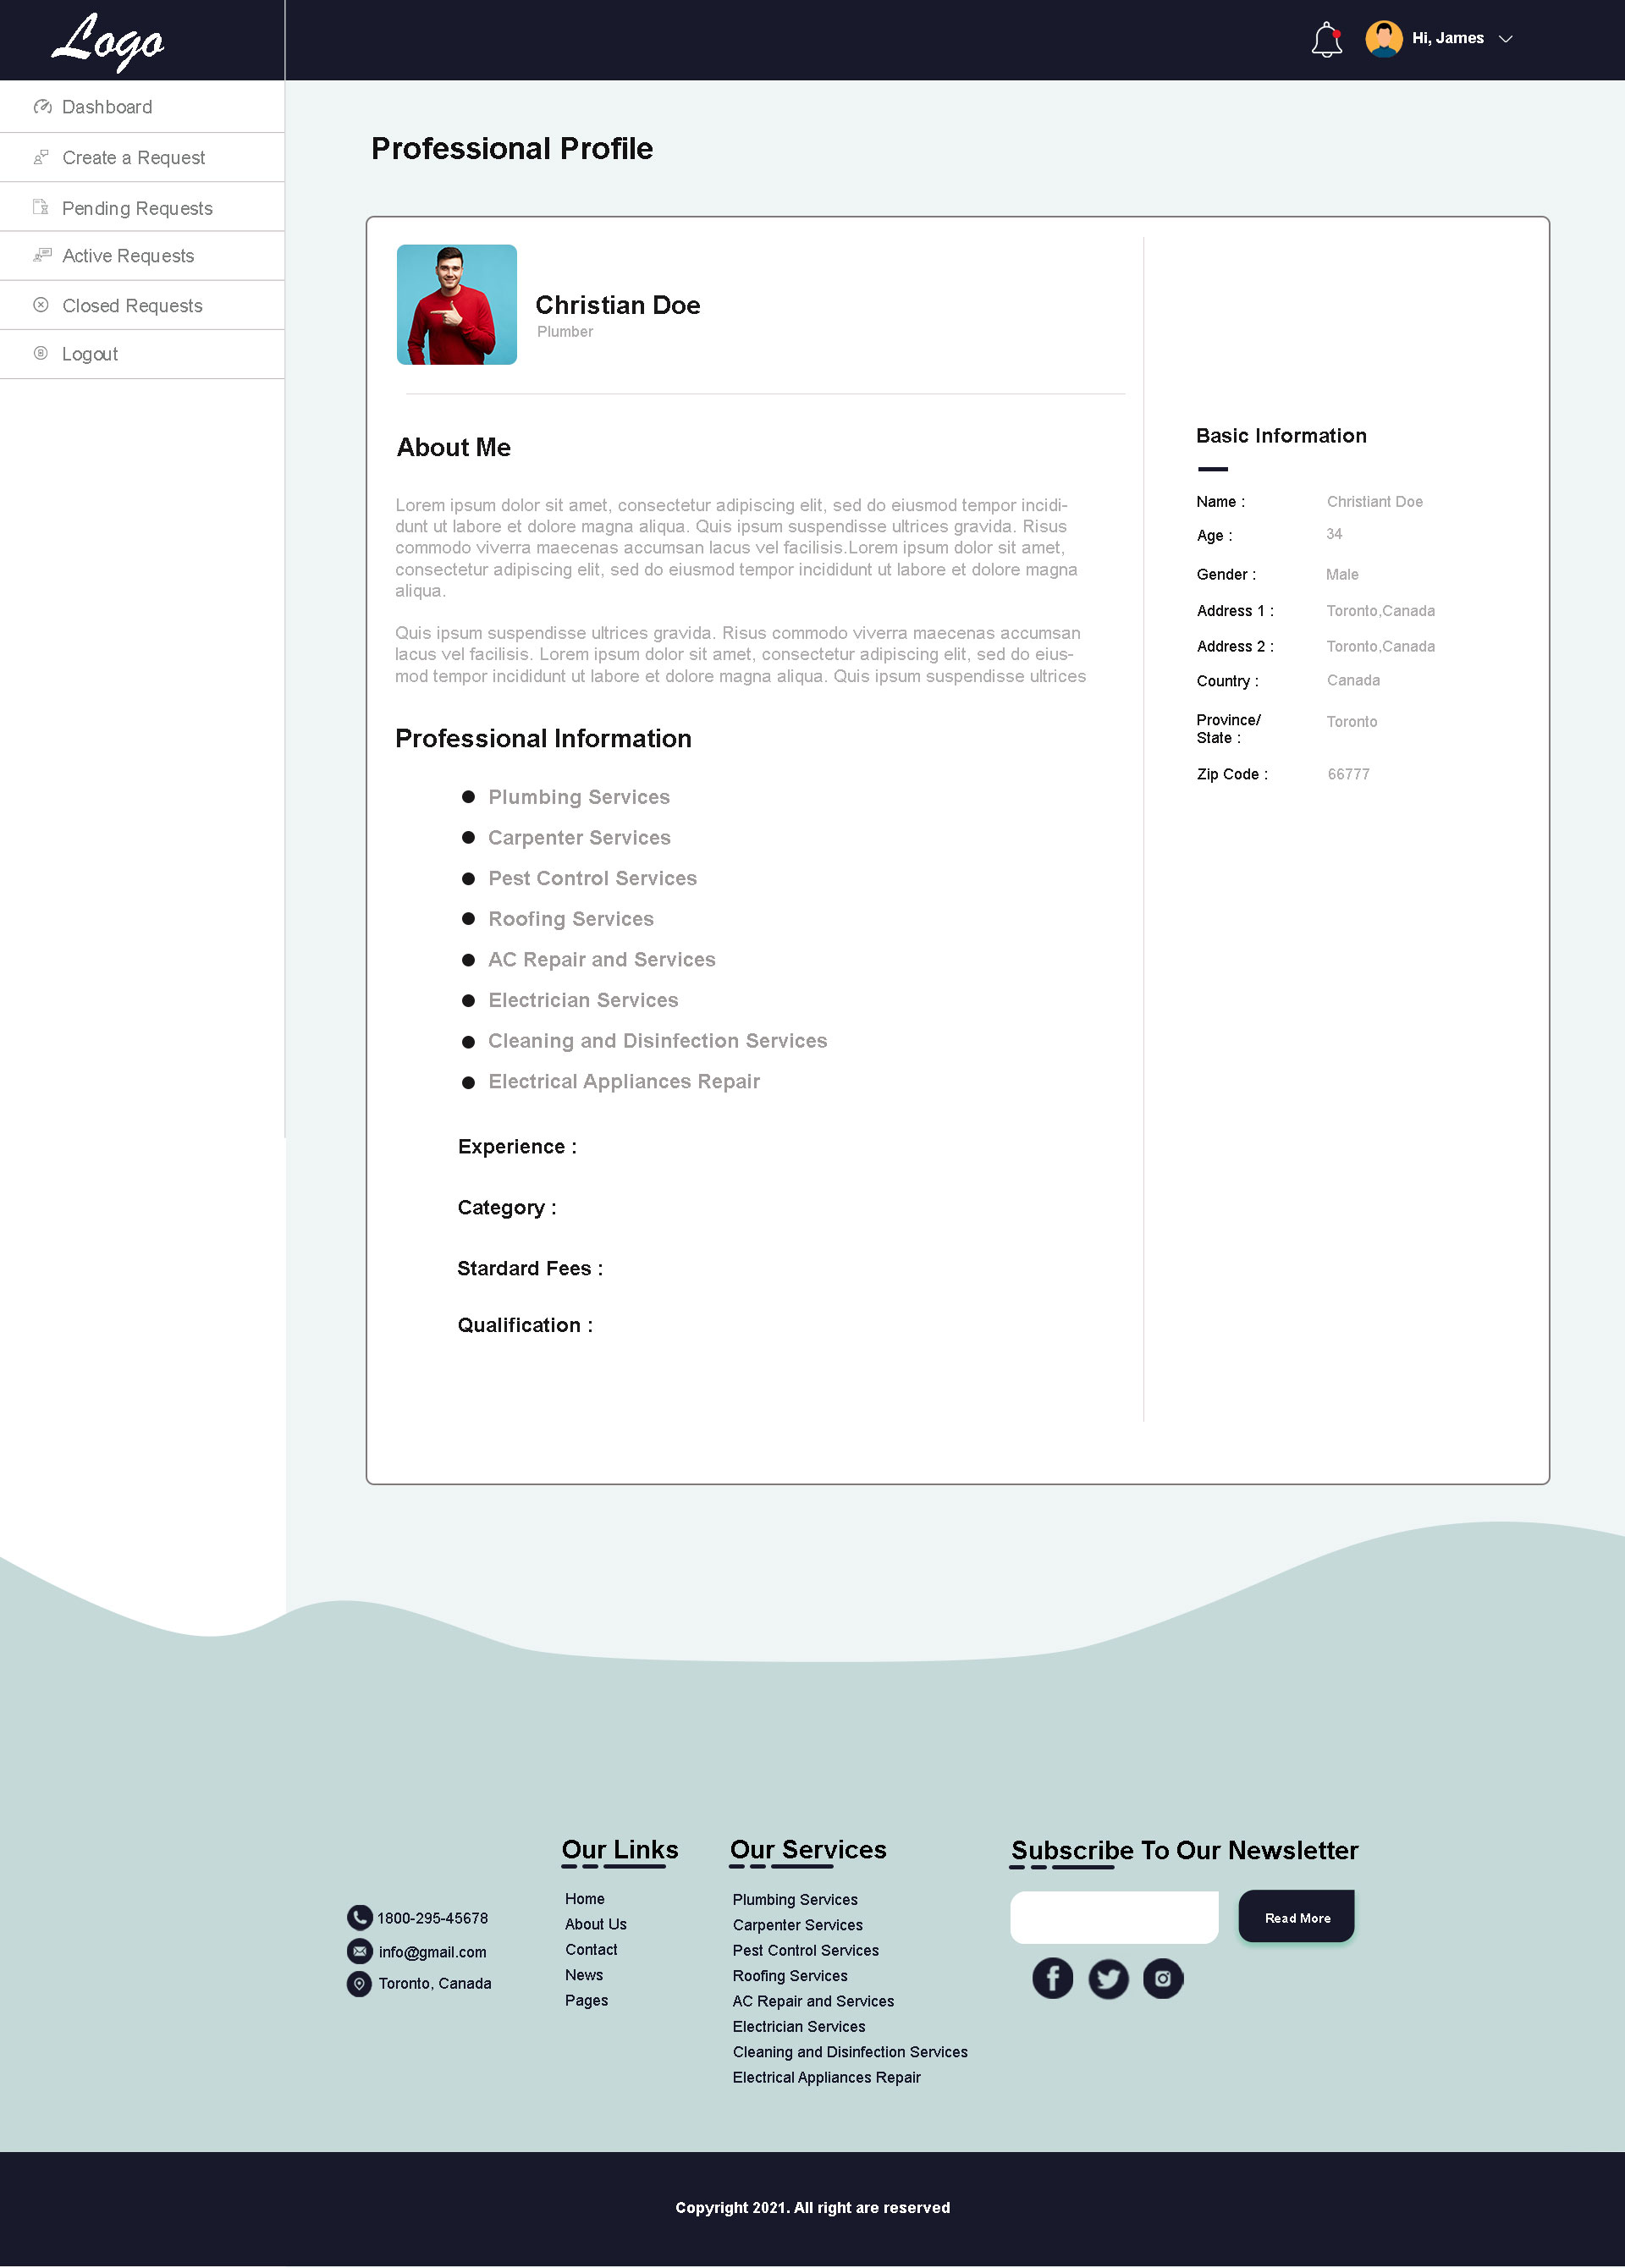 Logo
Hi, James
Dashboard
Create a Request
Pending Requests
Active Requests
Closed Requests
Logout
Professional Profile
Christian Doe
Plumber
About Me
Lorem ipsum dolor sit amet, consectetur adipiscing elit, sed do eiusmod tempor incidi-
dunt ut labore et dolore magna aliqua. Quis ipsum suspendisse ultrices gravida. Risus
commodo viverra maecenas accumsan lacus vel facilisis.Lorem ipsum dolor sit amet,
consectetur adipiscing elit, sed do eiusmod tempor incididunt ut labore et dolore magna
aliqua.
Quis ipsum suspendisse ultrices gravida. Risus commodo viverra maecenas accumsan
lacus vel facilisis. Lorem ipsum dolor sit amet, consectetur adipiscing elit, sed do eius-
mod tempor incididunt ut labore et dolore magna aliqua. Quis ipsum suspendisse ultrices
Professional Information
Plumbing Services
Carpenter Services
Pest Control Services
Roofing Services
AC Repair and Services
Electrician Services
Cleaning and Disinfection Services
Electrical Appliances Repair
Experience :
Category :
Stardard Fees :
Qualification :
Basic Information
Name : Christiant Doe
Age : 34
Gender : Male
Address 1 : Toronto,Canada
Address 2 : Toronto,Canada
Country : Canada
Province/
State : Toronto
Zip Code : 66777
1800-295-45678
info@gmail.com
Toronto, Canada
Our Links
Home
About Us
Contact
News
Pages
Our Services
Plumbing Services
Carpenter Services
Pest Control Services
Roofing Services
AC Repair and Services
Electrician Services
Cleaning and Disinfection Services
Electrical Appliances Repair
Subscribe To Our Newsletter
Read More
Copyright 2021. All right are reserved